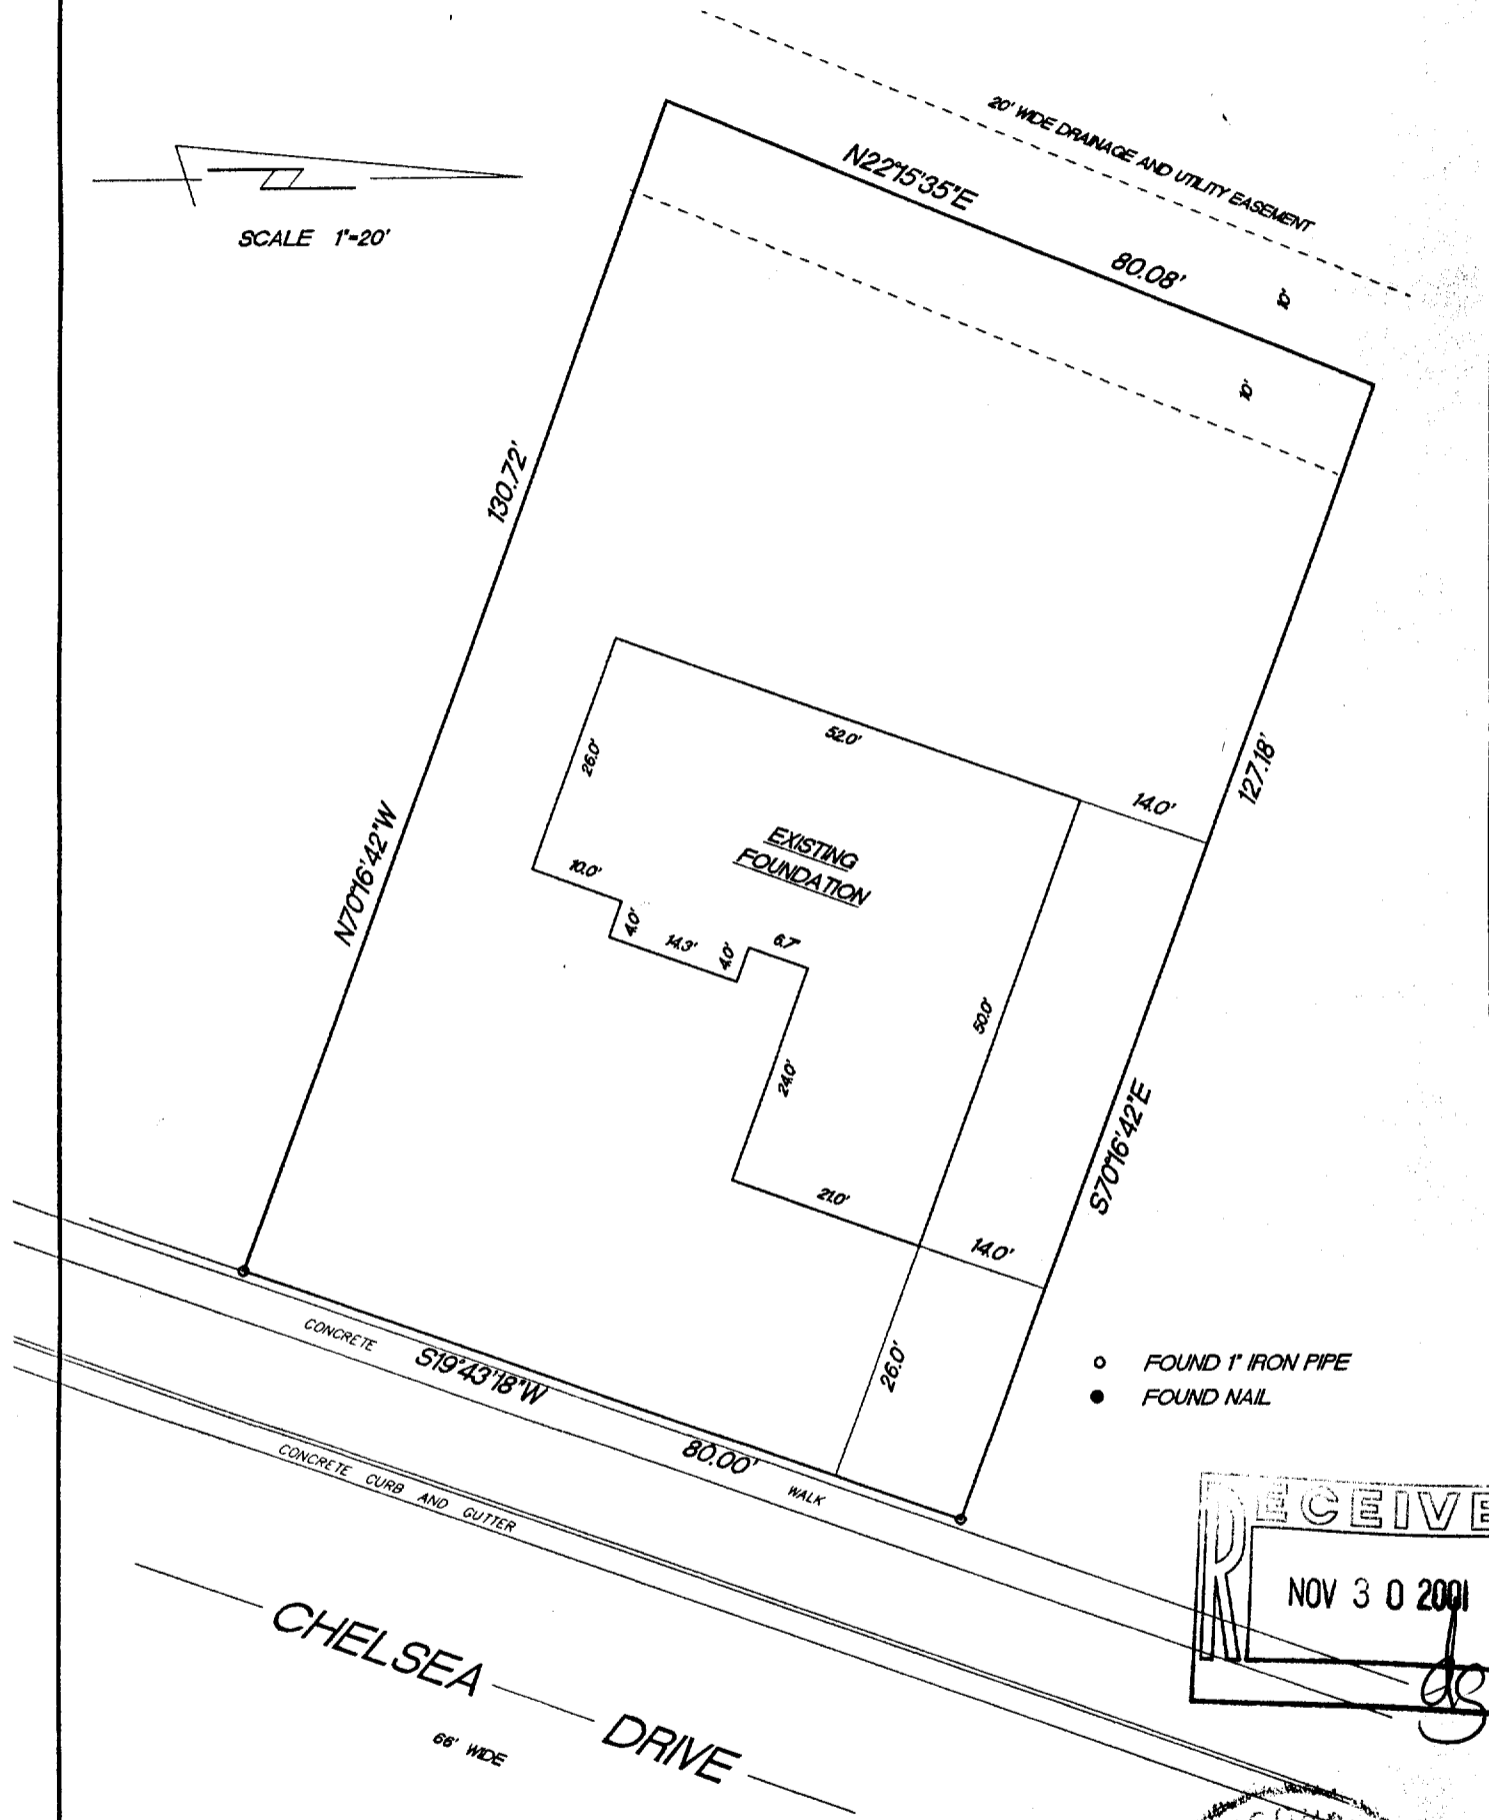 20' WIDE DRAINAGE AND UTILITY EASEMENT
N22°15'35"E
80.08'
10'
10'
SCALE 1"=20'
130.72'
N70°16'42"W
52.0'
26.0'
14.0'
127.18'
EXISTING
FOUNDATION
10.0'
4.0'
14.3'
4.0'
6.7'
50.0'
24.0'
S70°16'42"E
21.0'
14.0'
26.0'
CONCRETE
S19°43'18"W
80.00'
WALK
FOUND 1" IRON PIPE
FOUND NAIL
CONCRETE CURB AND GUTTER
RECEIVE
NOV 30 2001
CHELSEA DRIVE
66' WIDE